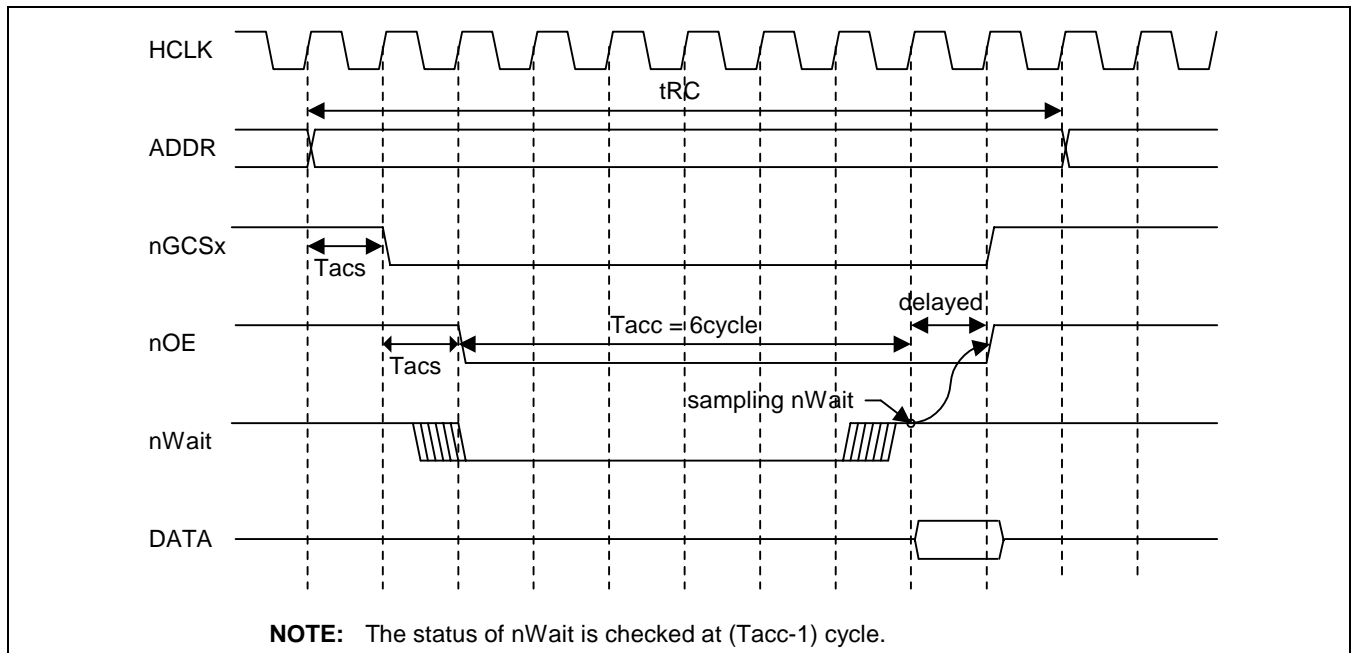 HCLK
tRC
ADDR
nGCSx
Tacs
delayed
nOE
Tacc = 6cycle
Tacs
sampling nWait
nWait
DATA
NOTE: The status of nWait is checked at (Tacc-1) cycle.